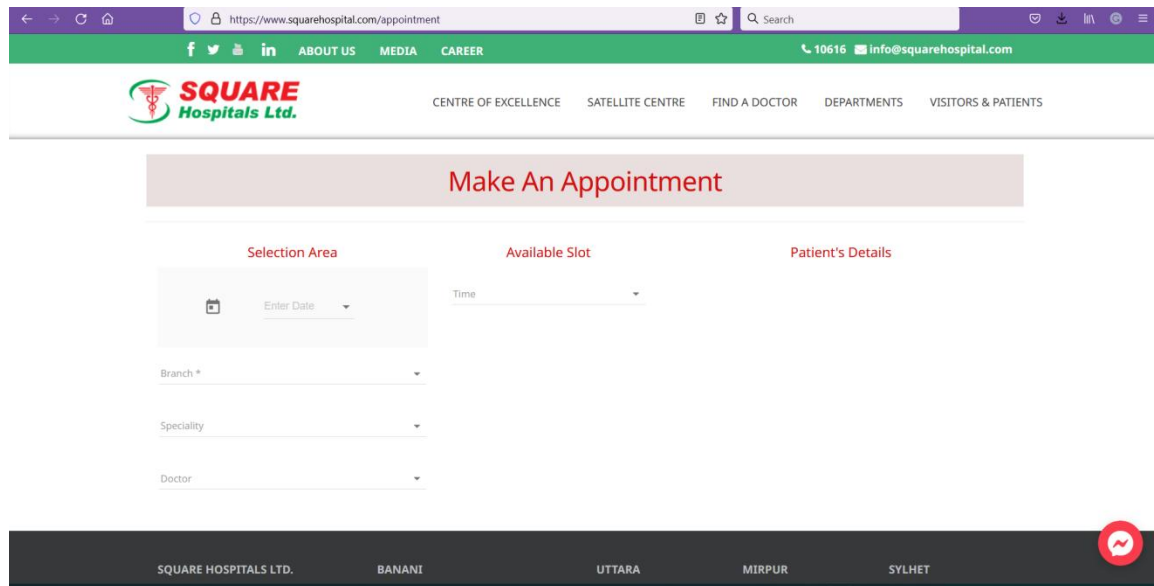 https://www.squarehospital.com/appointment
Search
f in ABOUT US MEDIA CAREER
10616 info@squarehospital.com
SQUARE
Hospitals Ltd.
CENTRE OF EXCELLENCE SATELLITE CENTRE FIND A DOCTOR DEPARTMENTS VISITORS & PATIENTS
Make An Appointment
Selection Area Available Slot Patient's Details
Enter Date
Time
Branch *
Speciality
Doctor
SQUARE HOSPITALS LTD. BANANI UTTARA MIRPUR SYLHET